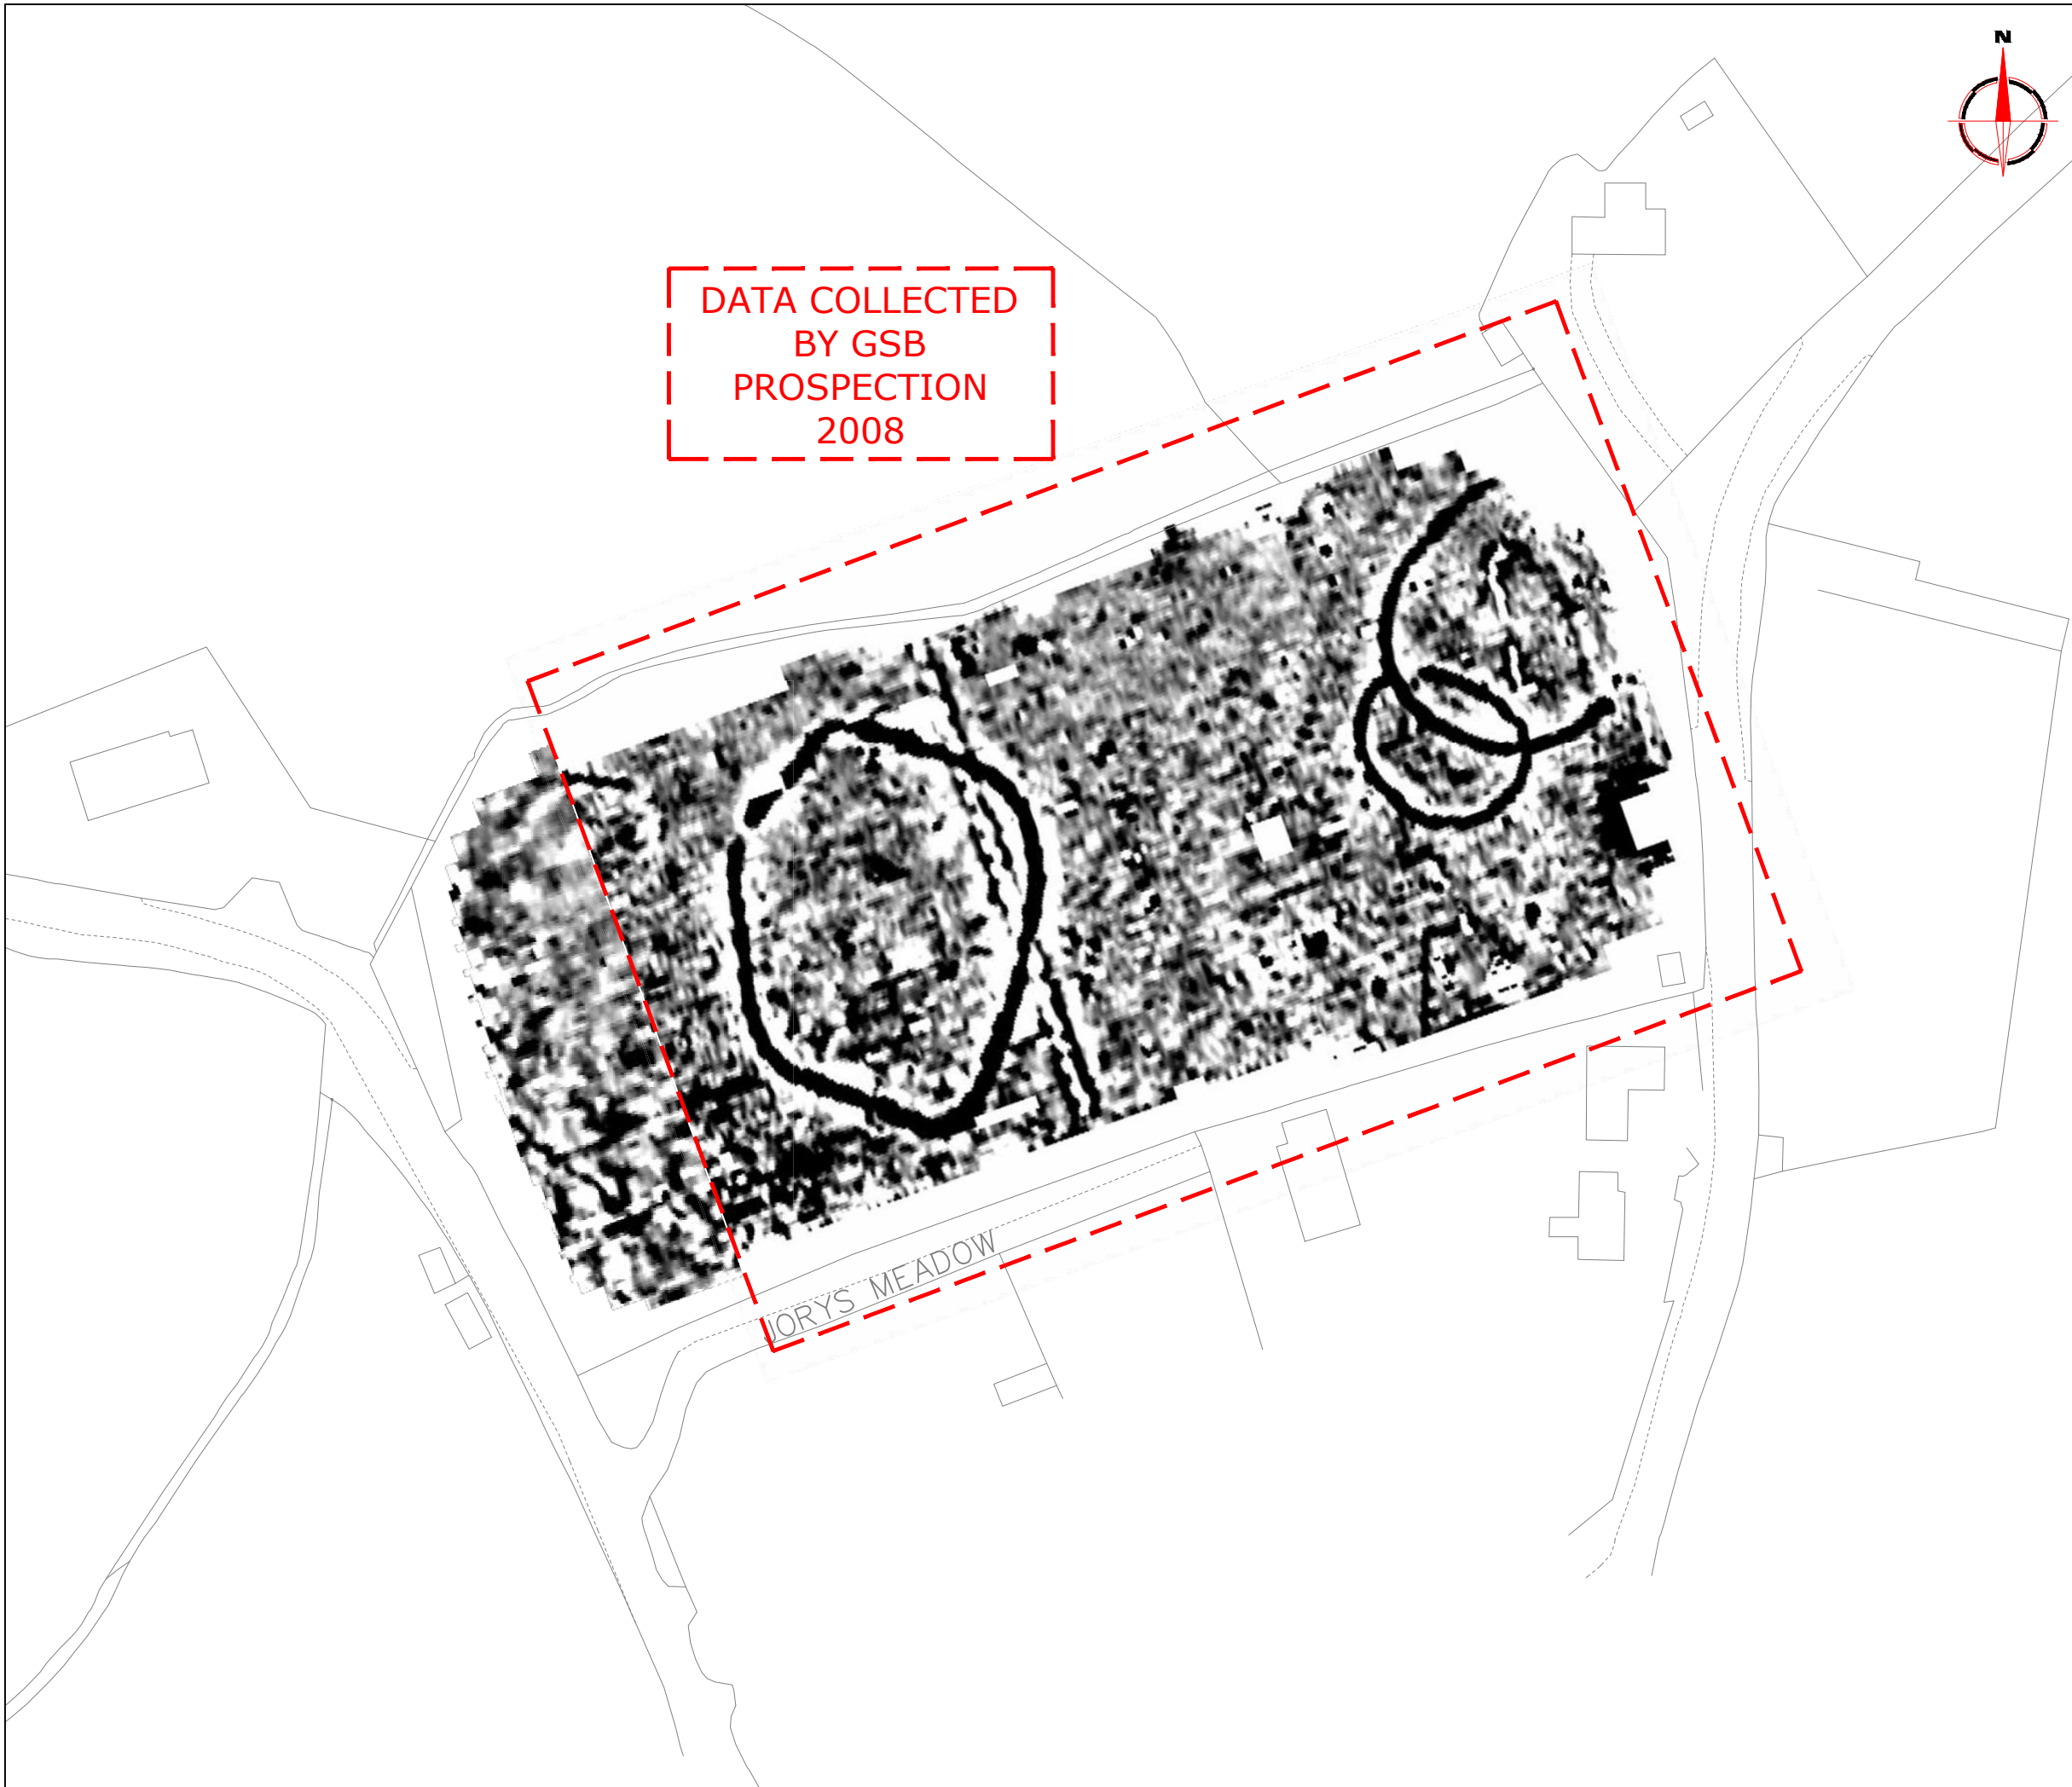 N
DATA COLLECTED
BY GSB
PROSPECTION
2008
JORYS MEADOW